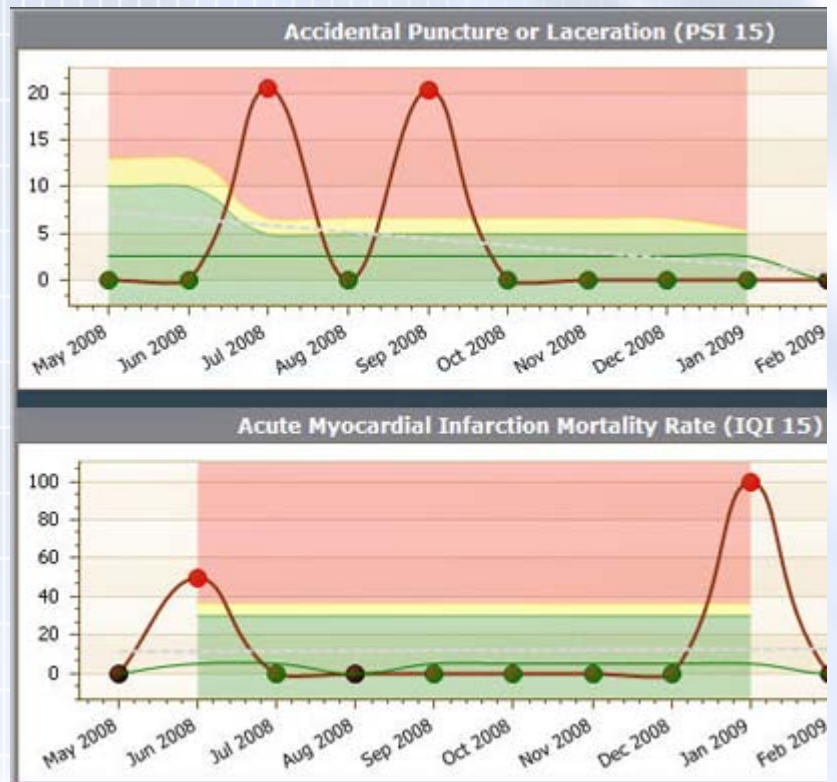 Accidental Puncture or Laceration (PSI 15)
20
15
10
5
0
May 2008 Jun 2008 Jul 2008 Aug 2008 Sep 2008 Oct 2008 Nov 2008 Dec 2008 Jan 2009 Feb 2009
Acute Myocardial Infarction Mortality Rate (IQI 15)
100
80
60
40
20
0
May 2008 Jun 2008 Jul 2008 Aug 2008 Sep 2008 Oct 2008 Nov 2008 Dec 2008 Jan 2009 Feb 2009